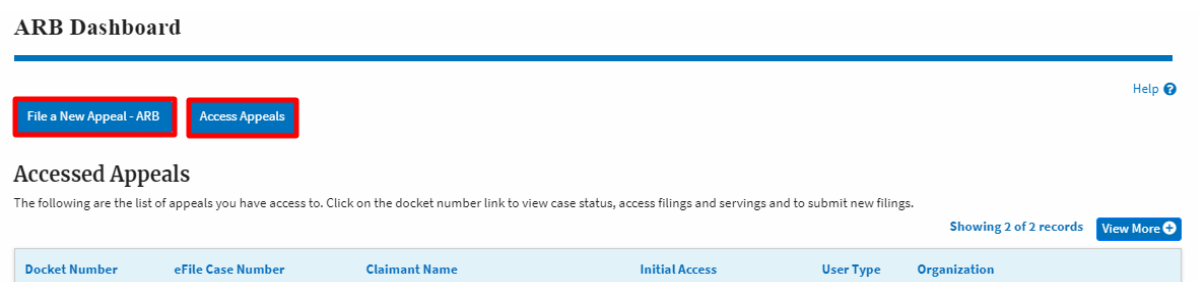 ARB Dashboard
Help
File a New Appeal - ARB Access Appeals
Accessed Appeals
The following are the list of appeals you have access to. Click on the docket number link to view case status, access filings and servings and to submit new filings.
Showing 2 of 2 records View More
Docket Number eFile Case Number Claimant Name Initial Access User Type Organization